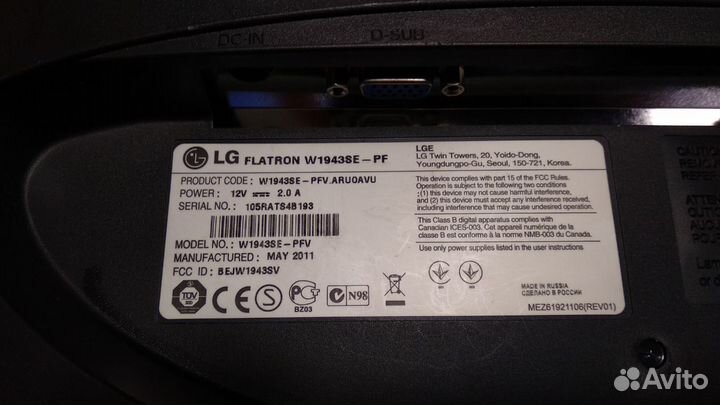 DC-IN
D-SUB
LG FLATRON W1943SE-PF
PRODUCT CODE : W1943SE-PFV.ARUOAVU
POWER : 12V 2.0 A
SERIAL NO. : 105RATS4B193
MODEL NO. : W1943SE-PFV
MANUFACTURED : MAY 2011
FCC ID : BEJW1943SV
TÜV
BZ03
N98
LGE
LG Twin Towers, 20, Yoido-Dong,
Youngdungpo-Gu, Seoul, 150-721, Korea.
This device complies with part 15 of the FCC Rules.
Operation is subject to the following two conditions:
(1) this device may not cause harmful interference,
and (2) this device must accept any interference received,
including interference that may cause undesired operation.
This Class B digital apparatus complies with
Canadian ICES-003. Cet appareil numérique de la
classe B est conforme à la norme NMB-003 du Canada.
Use only power supplies listed in the user instructions.
MADE IN RUSSIA
СДЕЛАНО В РОССИИ
MEZ61921106(REV01)
Avito